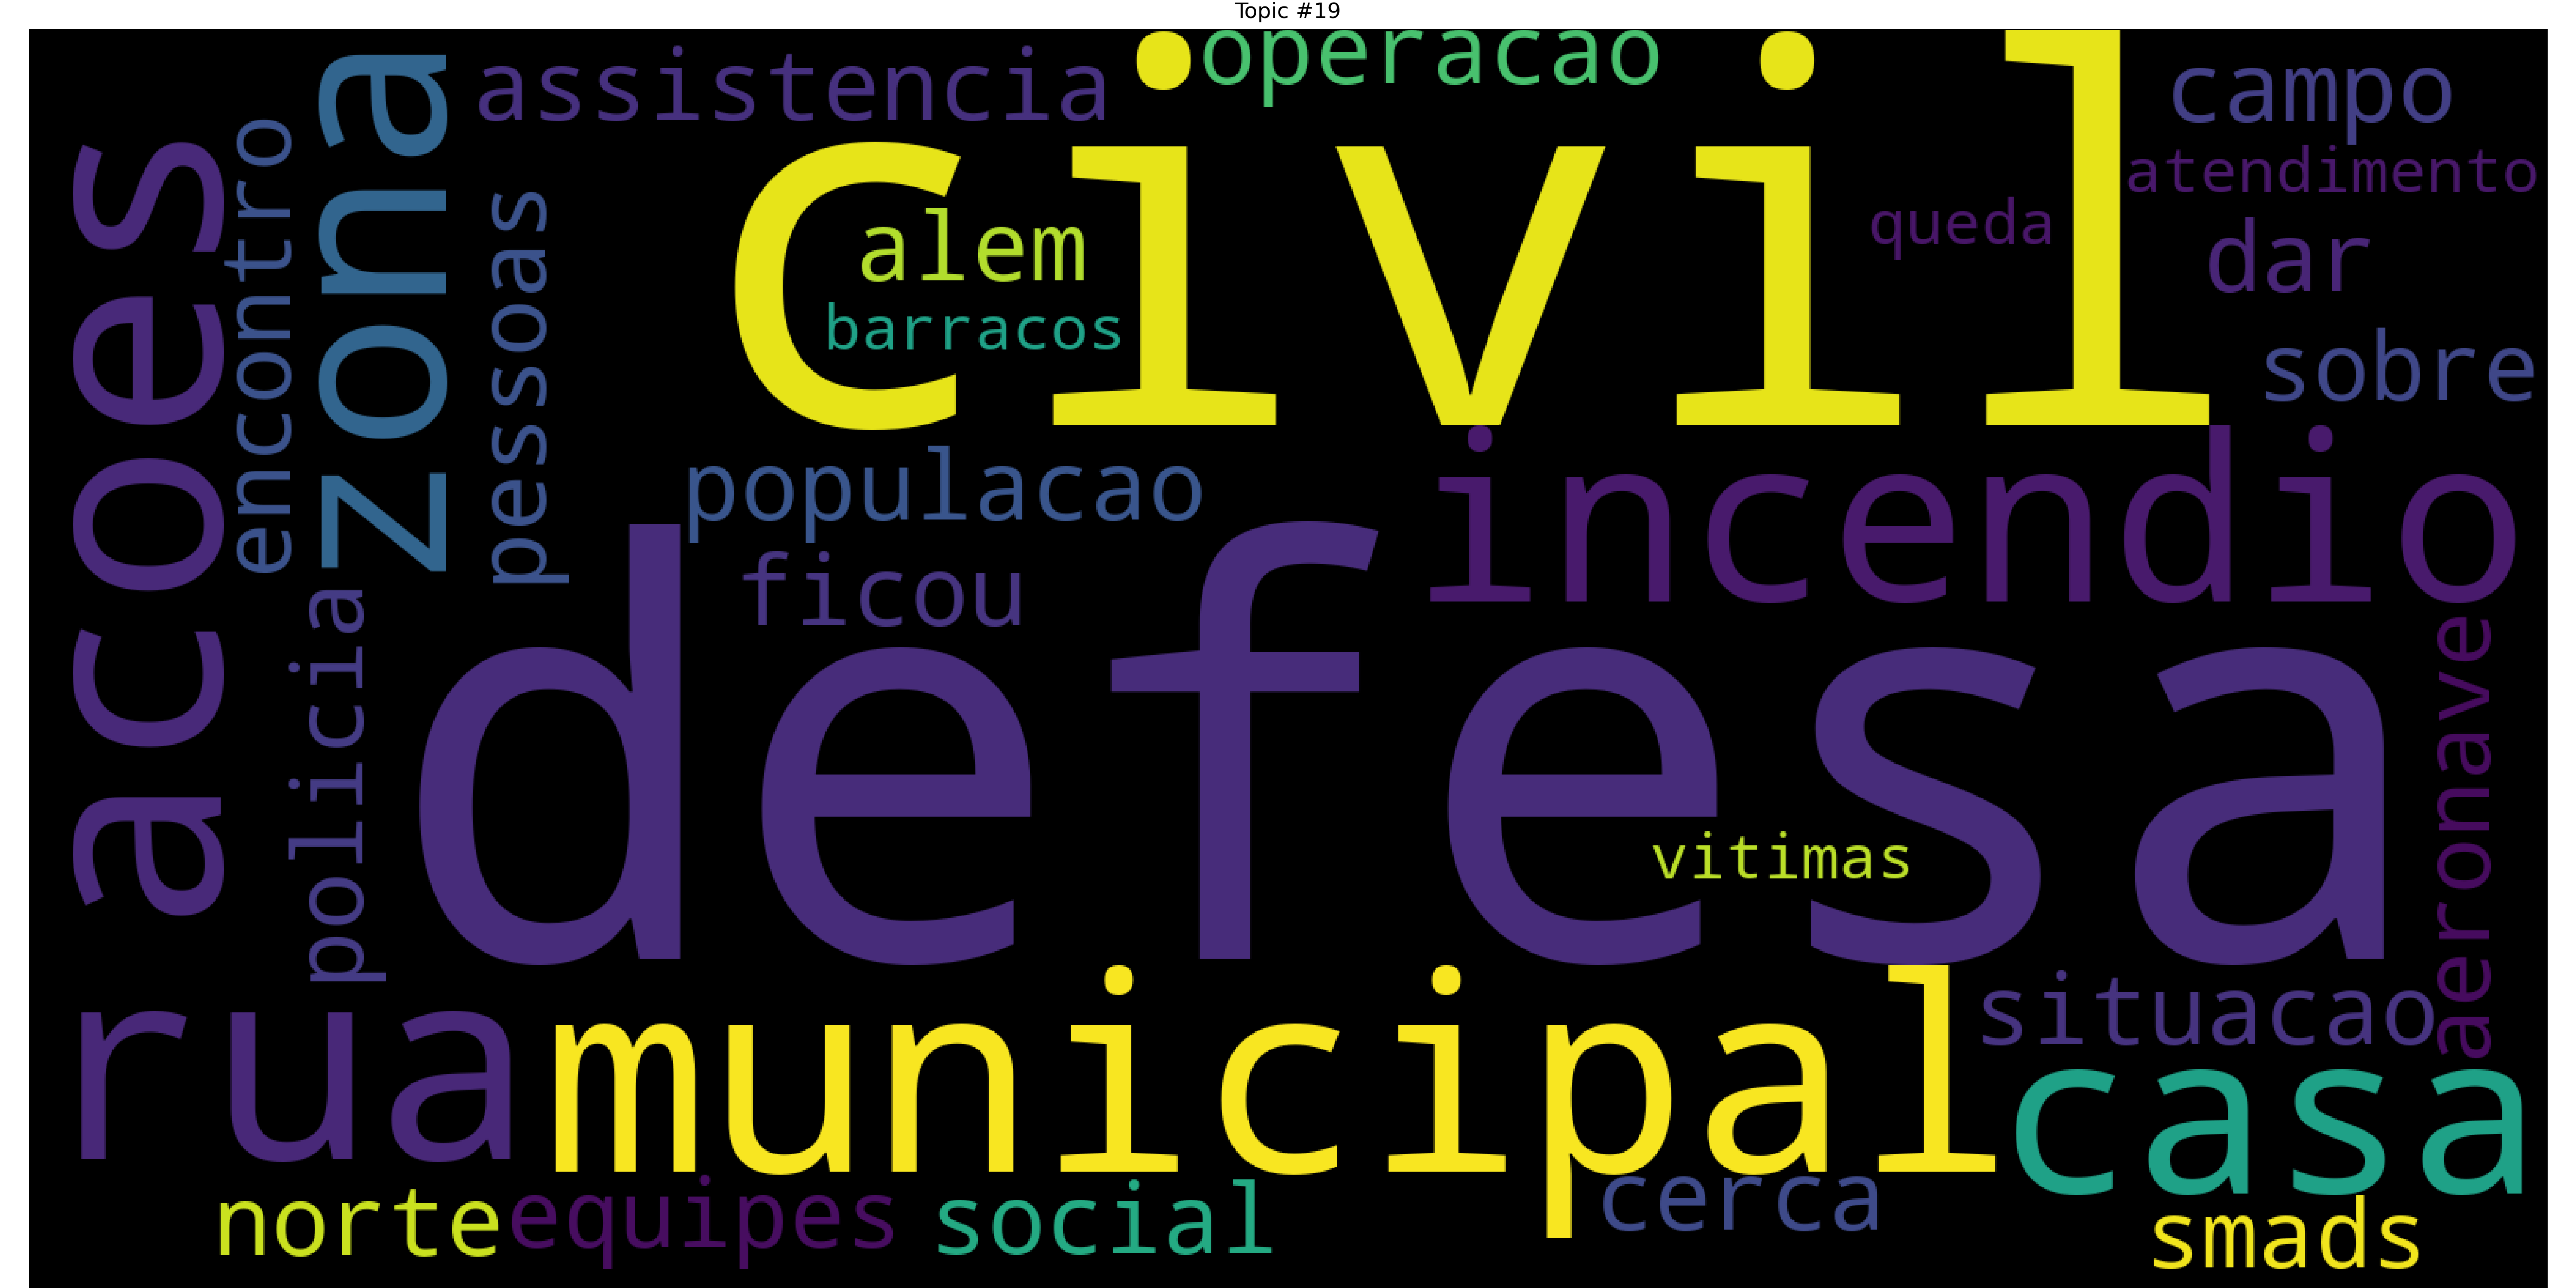 Topic #19
assistencia
operacao
campo
civil
acoes
encontro
zona
pessoas
alem
barracos
queda
atendimento
dar
sobre
populacao
incendio
ficou
policia
defesa
vitimas
aeronave
rua
municipal
situacao
casa
norte
equipes
social
cerca
smads